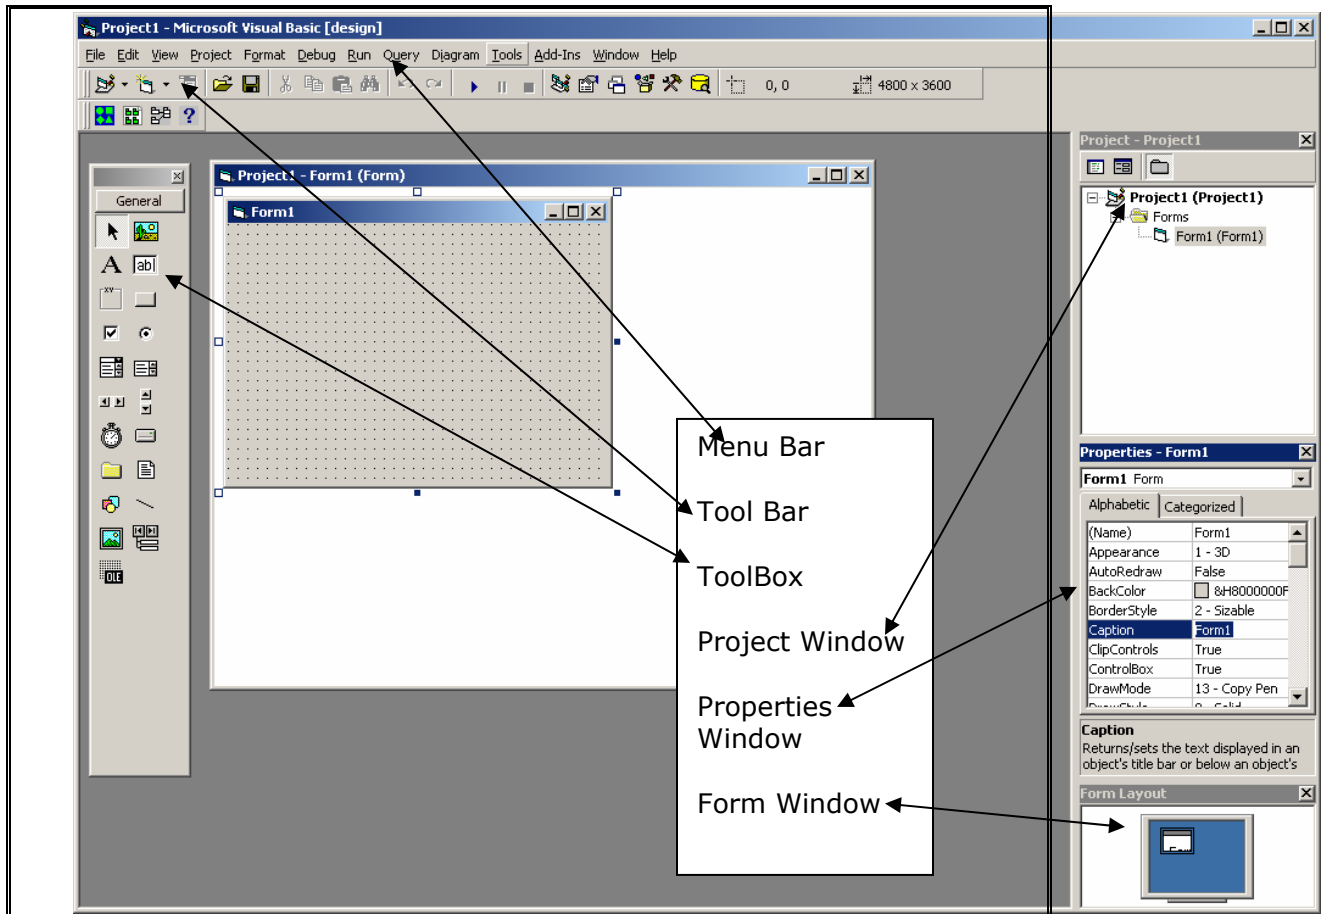 Project1 - Microsoft Visual Basic [design]
File Edit View Project Format Debug Run Query Diagram Tools Add-Ins Window Help
0, 0 4800 x 3600
Project - Project1
Project1 (Project1)
Forms
Form1 (Form1)
General
A ab
XY
OLE
Project1 - Form1 (Form)
Form1
Menu Bar
Tool Bar
ToolBox
Project Window
Properties
Window
Form Window
Properties - Form1
Form1 Form
Alphabetic Categorized
(Name) Form1
Appearance 1 - 3D
AutoRedraw False
BackColor &H8000000F
BorderStyle 2 - Sizable
Caption Form1
ClipControls True
ControlBox True
DrawMode 13 - Copy Pen
Caption
Returns/sets the text displayed in an
object's title bar or below an object's
Form Layout